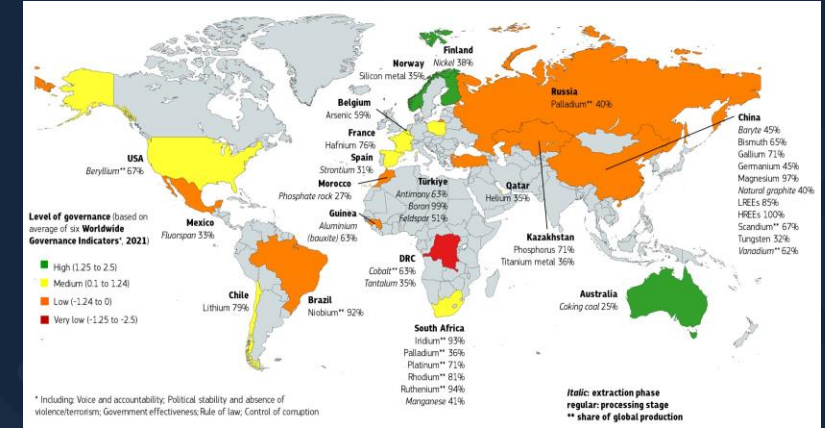 Finland
Nickel 38%
Norway
Silicon metal 35%
Russia
Palladium** 40%
Belgium
Arsenic 59%
China
Baryte 45%
Bismuth 65%
Gallium 71%
Germanium 45%
Magnesium 97%
Natural graphite 40%
LREEs 85%
HREEs 100%
Scandium** 67%
Tungsten 32%
Vanadium** 62%
France
Hafnium 76%
Spain
Strontium 31%
USA
Beryllium** 67%
Morocco
Phosphate rock 27%
Türkiye
Antimony 63%
Boron 99%
Feldspar 51%
Qatar
Helium 35%
Guinea
Aluminium
(bauxite) 63%
Mexico
Fluorspan 33%
Kazakhstan
Phosphorus 71%
Titanium metal 36%
DRC
Cobalt** 63%
Tantalum 35%
Australia
Coking coal 25%
Chile
Lithium 79%
Brazil
Niobium** 92%
South Africa
Iridium** 93%
Palladium** 36%
Platinum** 71%
Rhodium** 81%
Ruthenium** 94%
Manganese 41%
Level of governance (based on
average of six Worldwide
Governance Indicators*, 2021)
High (1.25 to 2.5)
Medium (0.1 to 1.24)
Low (-1.24 to 0)
Very low (-1.25 to -2.5)
* Including: Voice and accountability; Political stability and absence of
violence/terrorism; Government effectiveness; Rule of law; Control of corruption
Italic: extraction phase
regular: processing stage
** share of global production